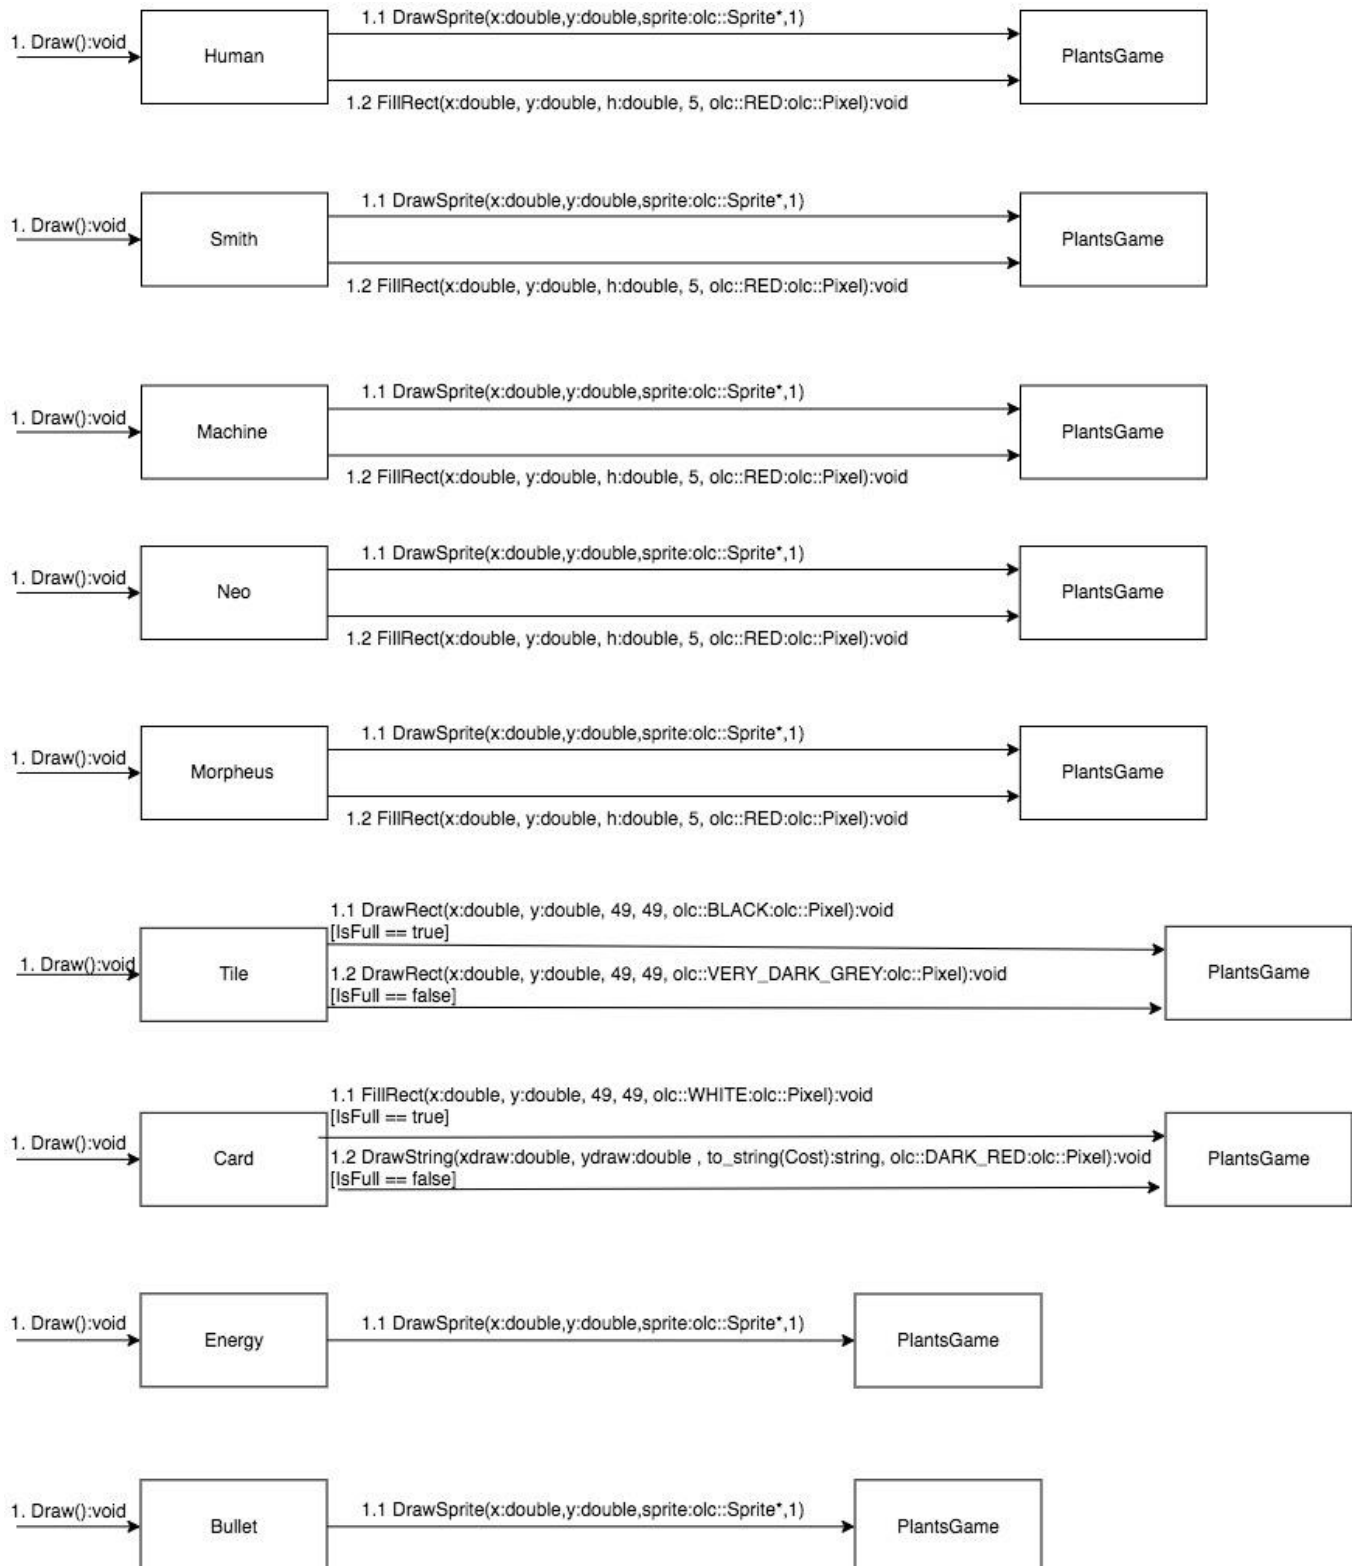 1.1 DrawSprite(x:double,y:double,sprite:olc::Sprite*,1)
1. Draw():void
Human
PlantsGame
1.2 FillRect(x:double, y:double, h:double, 5, olc::RED:olc::Pixel):void
1.1 DrawSprite(x:double,y:double,sprite:olc::Sprite*,1)
1. Draw():void
Smith
PlantsGame
1.2 FillRect(x:double, y:double, h:double, 5, olc::RED:olc::Pixel):void
1.1 DrawSprite(x:double,y:double,sprite:olc::Sprite*,1)
1. Draw():void
Machine
PlantsGame
1.2 FillRect(x:double, y:double, h:double, 5, olc::RED:olc::Pixel):void
1.1 DrawSprite(x:double,y:double,sprite:olc::Sprite*,1)
1. Draw():void
Neo
PlantsGame
1.2 FillRect(x:double, y:double, h:double, 5, olc::RED:olc::Pixel):void
1.1 DrawSprite(x:double,y:double,sprite:olc::Sprite*,1)
1. Draw():void
Morpheus
PlantsGame
1.2 FillRect(x:double, y:double, h:double, 5, olc::RED:olc::Pixel):void
1.1 DrawRect(x:double, y:double, 49, 49, olc::BLACK:olc::Pixel):void
[IsFull == true]
1. Draw():void
Tile
1.2 DrawRect(x:double, y:double, 49, 49, olc::VERY_DARK_GREY:olc::Pixel):void
[IsFull == false]
PlantsGame
1.1 FillRect(x:double, y:double, 49, 49, olc::WHITE:olc::Pixel):void
[IsFull == true]
1. Draw():void
Card
1.2 DrawString(xdraw:double, ydraw:double , to_string(Cost):string, olc::DARK_RED:olc::Pixel):void
[IsFull == false]
PlantsGame
1. Draw():void
Energy
1.1 DrawSprite(x:double,y:double,sprite:olc::Sprite*,1)
PlantsGame
1. Draw():void
Bullet
1.1 DrawSprite(x:double,y:double,sprite:olc::Sprite*,1)
PlantsGame